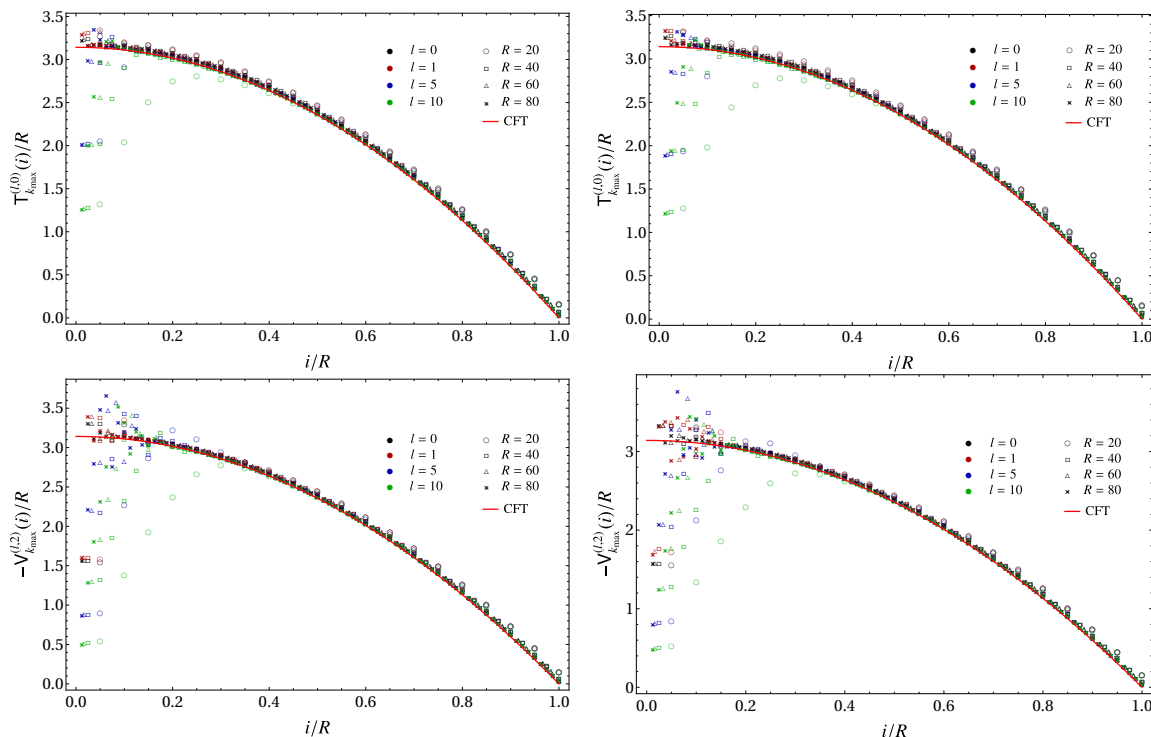 T_{k_max}^{(l,0)}(i)/R
3.5
3.0
2.5
2.0
1.5
1.0
0.5
0.0
l = 0 R = 20
l = 1 R = 40
l = 5 R = 60
l = 10 R = 80
CFT
0.0 0.2 0.4 0.6 0.8 1.0
i/R
T_{k_max}^{(l,0)}(i)/R
3.5
3.0
2.5
2.0
1.5
1.0
0.5
0.0
l = 0 R = 20
l = 1 R = 40
l = 5 R = 60
l = 10 R = 80
CFT
0.0 0.2 0.4 0.6 0.8 1.0
i/R
-V_{k_max}^{(l,2)}(i)/R
3.5
3.0
2.5
2.0
1.5
1.0
0.5
0.0
l = 0 R = 20
l = 1 R = 40
l = 5 R = 60
l = 10 R = 80
CFT
0.0 0.2 0.4 0.6 0.8 1.0
i/R
-V_{k_max}^{(l,2)}(i)/R
3
2
1
0
l = 0 R = 20
l = 1 R = 40
l = 5 R = 60
l = 10 R = 80
CFT
0.0 0.2 0.4 0.6 0.8 1.0
i/R